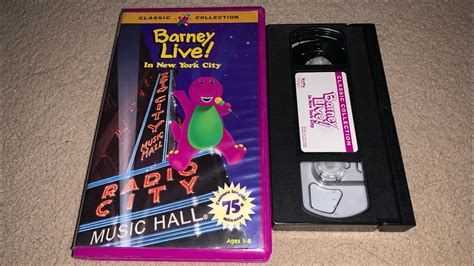 CLASSIC COLLECTION
Barney
Live!
In New York City
CITY
MUSIC
HALL
RADIO
CITY
MUSIC HALL®
75
Ages 1-8
CLASSIC COLLECTION
Barney
Live!
In New York City